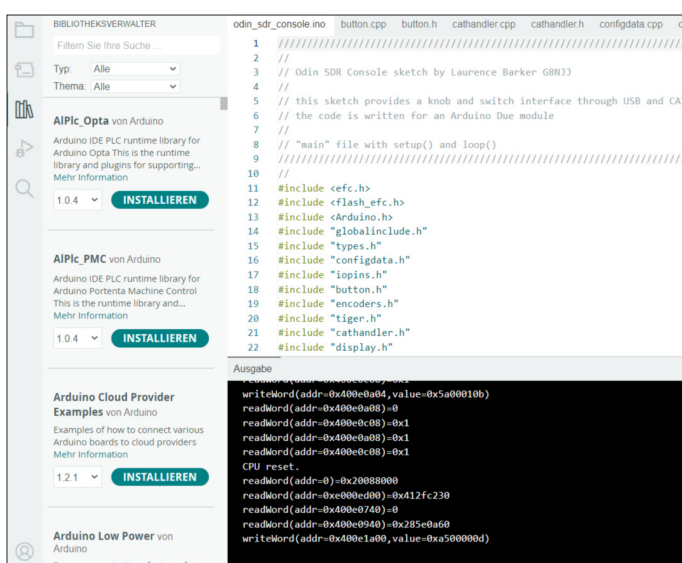 BIBLIOTHEKSVERWALTER
Filtern Sie Ihre Suche ...
Typ: Alle
Thema: Alle
AlPlc_Opta von Arduino
Arduino IDE PLC runtime library for
Arduino Opta This is the runtime
library and plugins for supporting...
Mehr Information
1.0.4 INSTALLIEREN
AlPlc_PMC von Arduino
Arduino IDE PLC runtime library for
Arduino Portenta Machine Control
This is the runtime library and...
Mehr Information
1.0.4 INSTALLIEREN
Arduino Cloud Provider
Examples von Arduino
Examples of how to connect various
Arduino boards to cloud providers
Mehr Information
1.2.1 INSTALLIEREN
Arduino Low Power von
Arduino
odin_sdr_console.ino button.cpp button.h cathandler.cpp cathandler.h configdata.cpp
1 ////////////////////////////////////////////////////////////////////
2 //
3 // Odin SDR Console sketch by Laurence Barker G8NJJ
4 //
5 // this sketch provides a knob and switch interface through USB and CA
6 // the code is written for an Arduino Due module
7 //
8 // "main" file with setup() and loop()
9 ////////////////////////////////////////////////////////////////////
10 //
11 #include <efc.h>
12 #include <flash_efc.h>
13 #include <Arduino.h>
14 #include "globalinclude.h"
15 #include "types.h"
16 #include "configdata.h"
17 #include "iopins.h"
18 #include "button.h"
19 #include "encoders.h"
20 #include "tiger.h"
21 #include "cathandler.h"
22 #include "display.h"
Ausgabe
writeWord(addr=0x400e0a04,value=0x5a00010b)
readWord(addr=0x400e0a08)=0
readWord(addr=0x400e0c08)=0x1
readWord(addr=0x400e0a08)=0x1
readWord(addr=0x400e0c08)=0x1
CPU reset.
readWord(addr=0)=0x20088000
readWord(addr=0xe000ed00)=0x412fc230
readWord(addr=0x400e0740)=0
readWord(addr=0x400e0940)=0x285e0a60
writeWord(addr=0x400e1a00,value=0xa500000d)